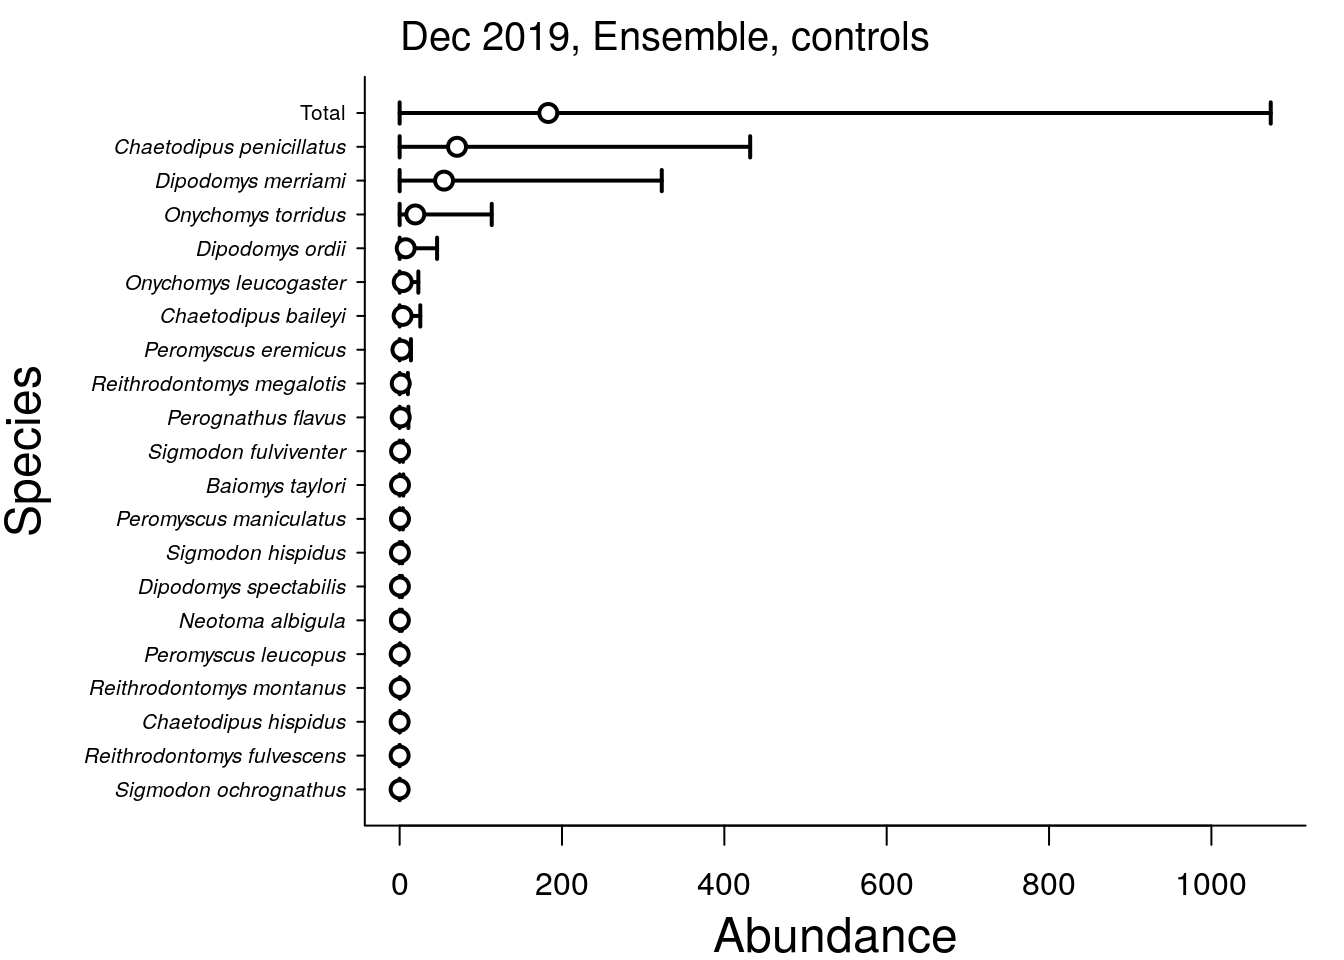 Dec 2019, Ensemble, controls
Species
Total
Chaetodipus penicillatus
Dipodomys merriami
Onychomys torridus
Dipodomys ordii
Onychomys leucogaster
Chaetodipus baileyi
Peromyscus eremicus
Reithrodontomys megalotis
Perognathus flavus
Sigmodon fulviventer
Baiomys taylori
Peromyscus maniculatus
Sigmodon hispidus
Dipodomys spectabilis
Neotoma albigula
Peromyscus leucopus
Reithrodontomys montanus
Chaetodipus hispidus
Reithrodontomys fulvescens
Sigmodon ochrognathus
0 200 400 600 800 1000
Abundance